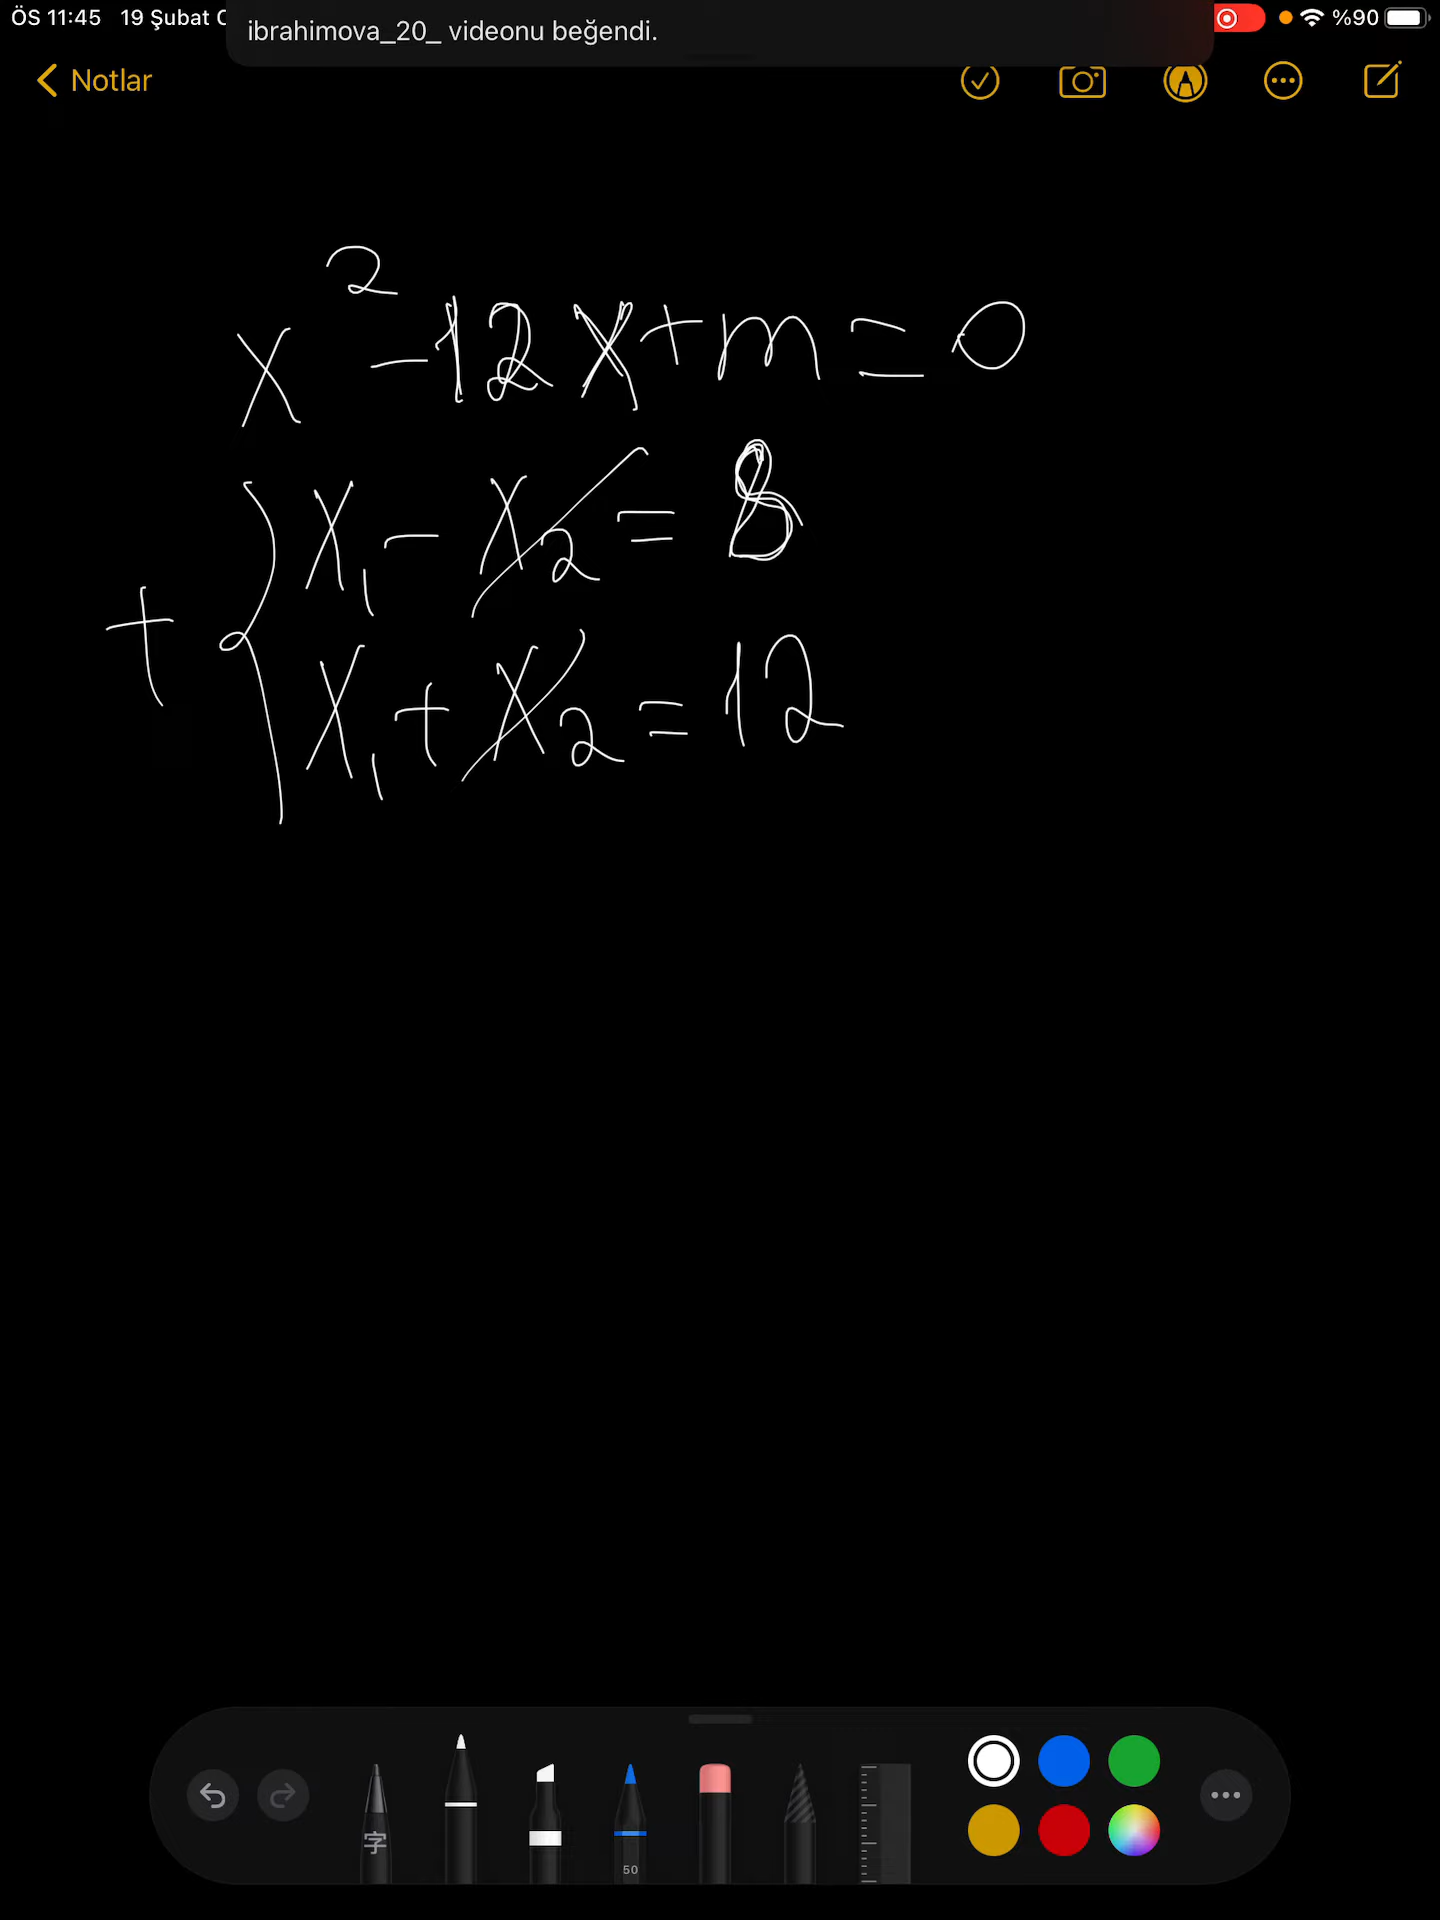 ÖS 11:45 19 Şubat %90
ibrahimova_20_ videonu beğendi.
Notlar
x² -12x+m=0
x₁ - x₂ = 8
+
x₁ + x₂ = 12
字
50